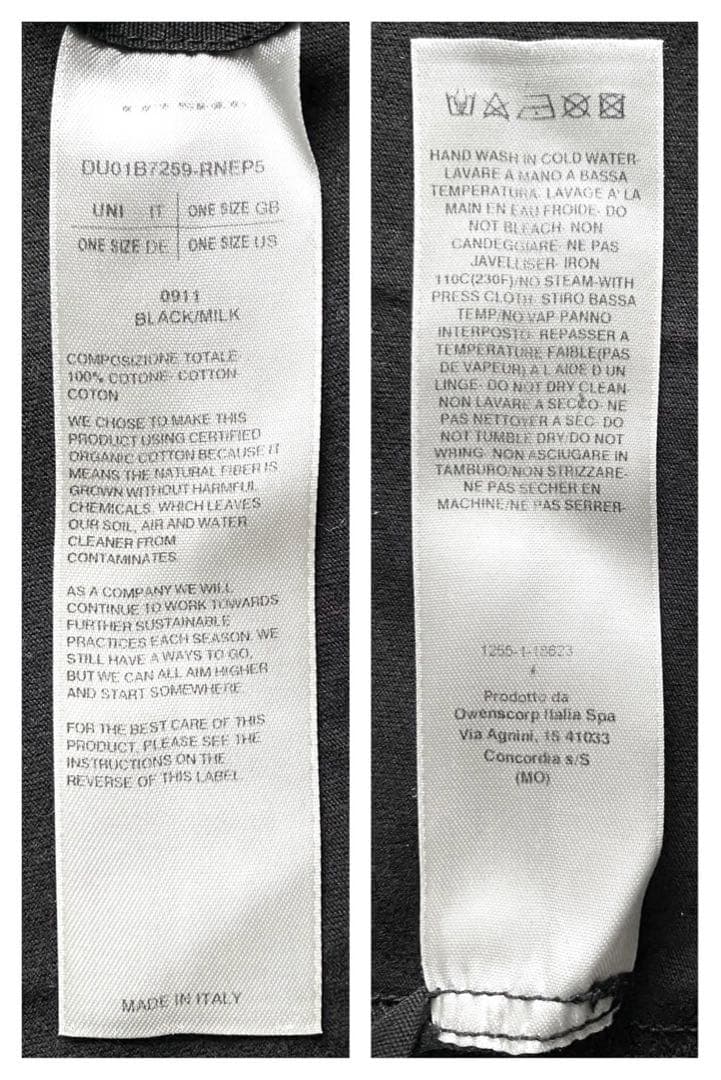 DU01B7259-RNEP5
UNI IT ONE SIZE GB
ONE SIZE DE ONE SIZE US
0911
BLACK/MILK
COMPOSIZIONE TOTALE-
100% COTONE- COTTON-
COTON
WE CHOSE TO MAKE THIS
PRODUCT USING CERTIFIED
ORGANIC COTTON BECAUSE IT
MEANS THE NATURAL FIBER IS
GROWN WITHOUT HARMFUL
CHEMICALS, WHICH LEAVES
OUR SOIL, AIR AND WATER
CLEANER FROM
CONTAMINATES
AS A COMPANY WE WILL
CONTINUE TO WORK TOWARDS
FURTHER SUSTAINABLE
PRACTICES EACH SEASON. WE
STILL HAVE A WAYS TO GO,
BUT WE CAN ALL AIM HIGHER
AND START SOMEWHERE.
FOR THE BEST CARE OF THIS
PRODUCT, PLEASE SEE THE
INSTRUCTIONS ON THE
REVERSE OF THIS LABEL
MADE IN ITALY
HAND WASH IN COLD WATER-
LAVARE A MANO A BASSA
TEMPERATURA- LAVAGE A' LA
MAIN EN EAU FROIDE- DO
NOT BLEACH- NON
CANDEGGIARE- NE PAS
JAVELLISER- IRON
110C(230F)/NO STEAM-WITH
PRESS CLOTH- STIRO BASSA
TEMP/NO VAP PANNO
INTERPOSTO- REPASSER A
TEMPERATURE FAIBLE(PAS
DE VAPEUR) A L AIDE D UN
LINGE- DO NOT DRY CLEAN-
NON LAVARE A SECCO- NE
PAS NETTOYER A SEC- DO
NOT TUMBLE DRY/DO NOT
WRING- NON ASCIUGARE IN
TAMBURO/NON STRIZZARE-
NE PAS SECHER EN
MACHINE/NE PAS SERRER-
1255-1-18623
Prodotto da
Owenscorp Italia Spa
Via Agnini, 15 41033
Concordia s/S
(MO)